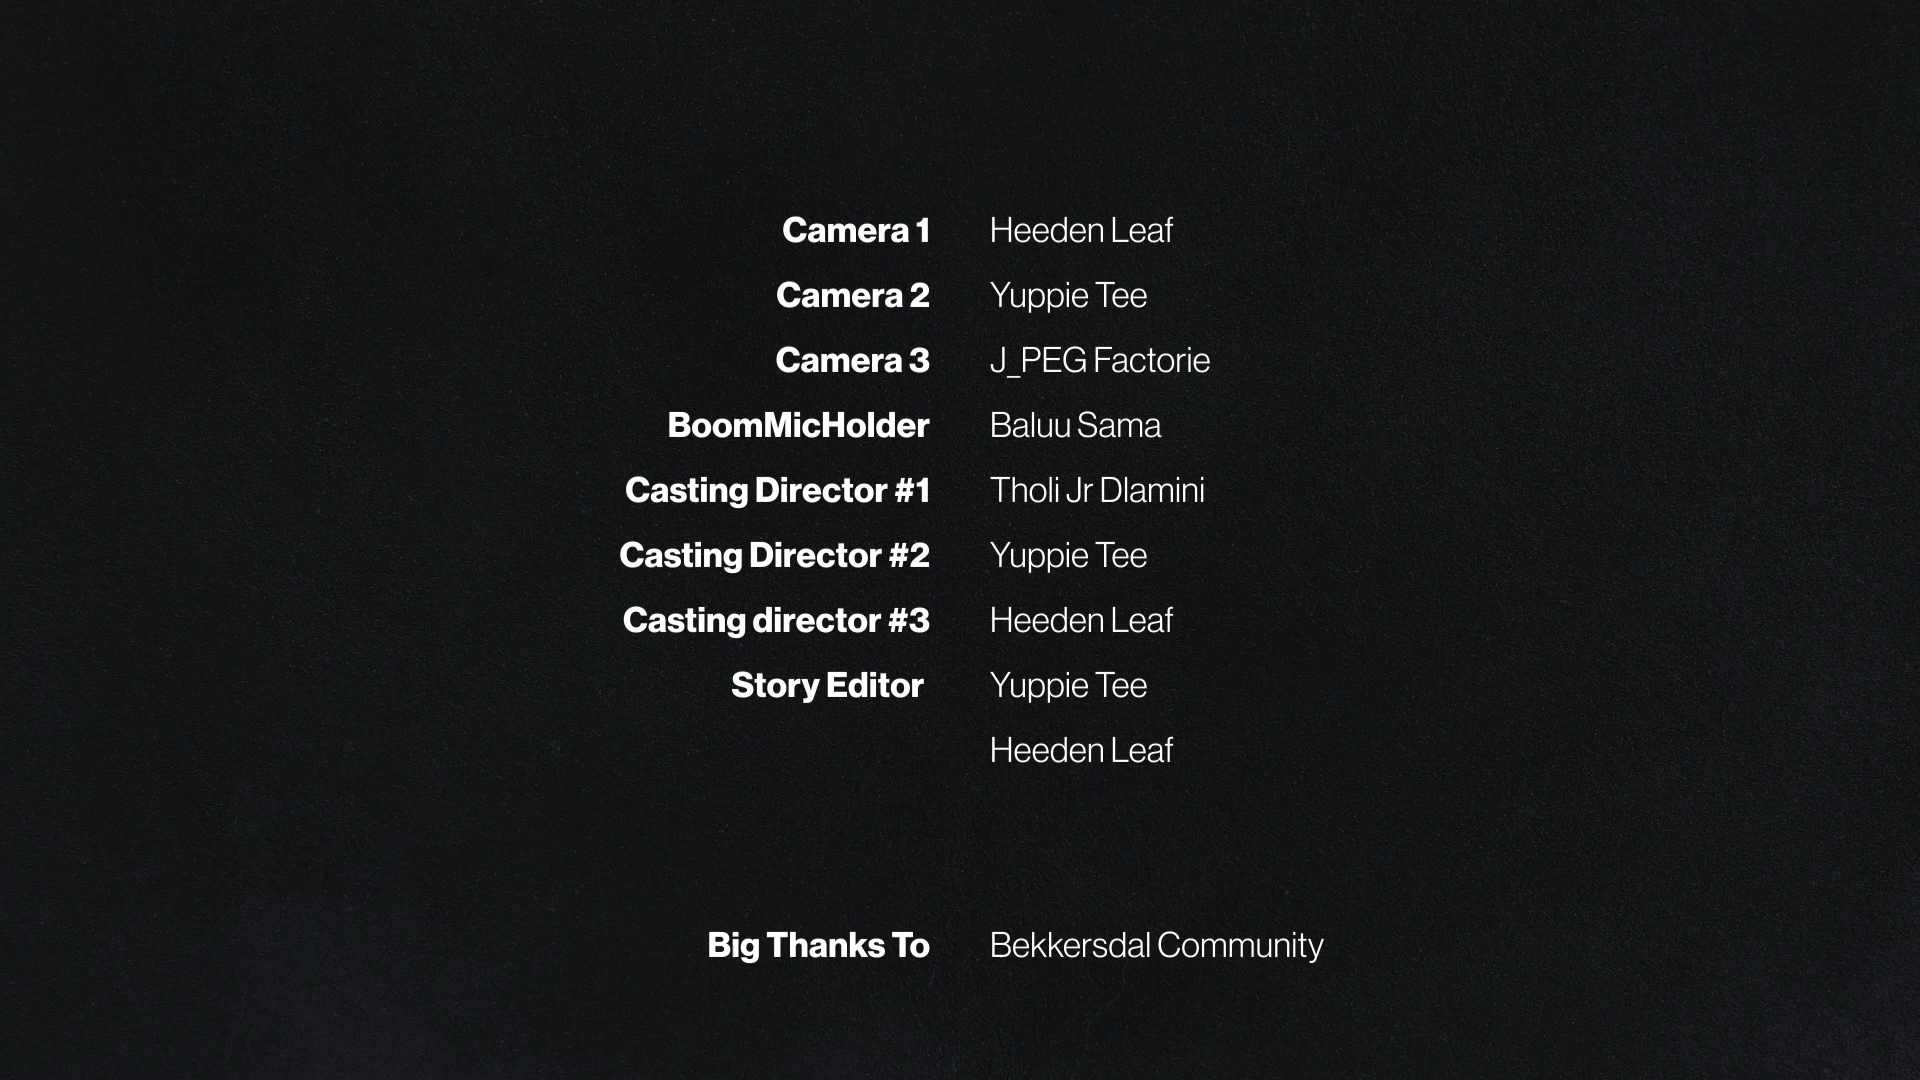 Camera 1 Heeden Leaf
Camera 2 Yuppie Tee
Camera 3 J_PEG Factorie
BoomMicHolder Baluu Sama
Casting Director #1 Tholi Jr Dlamini
Casting Director #2 Yuppie Tee
Casting director #3 Heeden Leaf
Story Editor Yuppie Tee
Heeden Leaf
Big Thanks To Bekkersdal Community